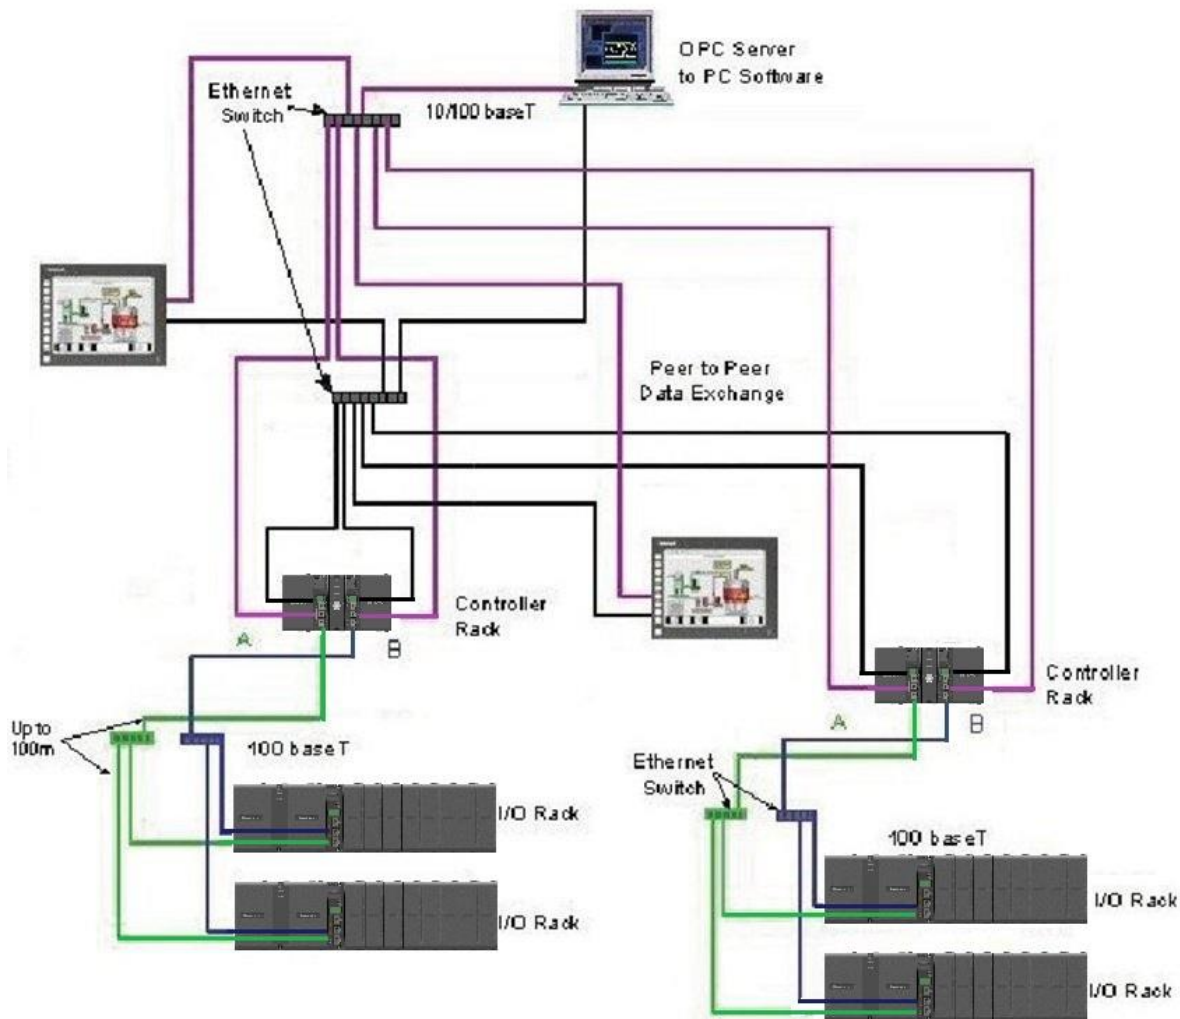 OPC Server
to PC Software
Ethernet
Switch
10/100 baseT
Peer to Peer
Data Exchange
Controller
Rack
A
B
Controller
Rack
Up to
100m
100 baseT
A
B
Ethernet
Switch
I/O Rack
100 baseT
I/O Rack
I/O Rack
I/O Rack